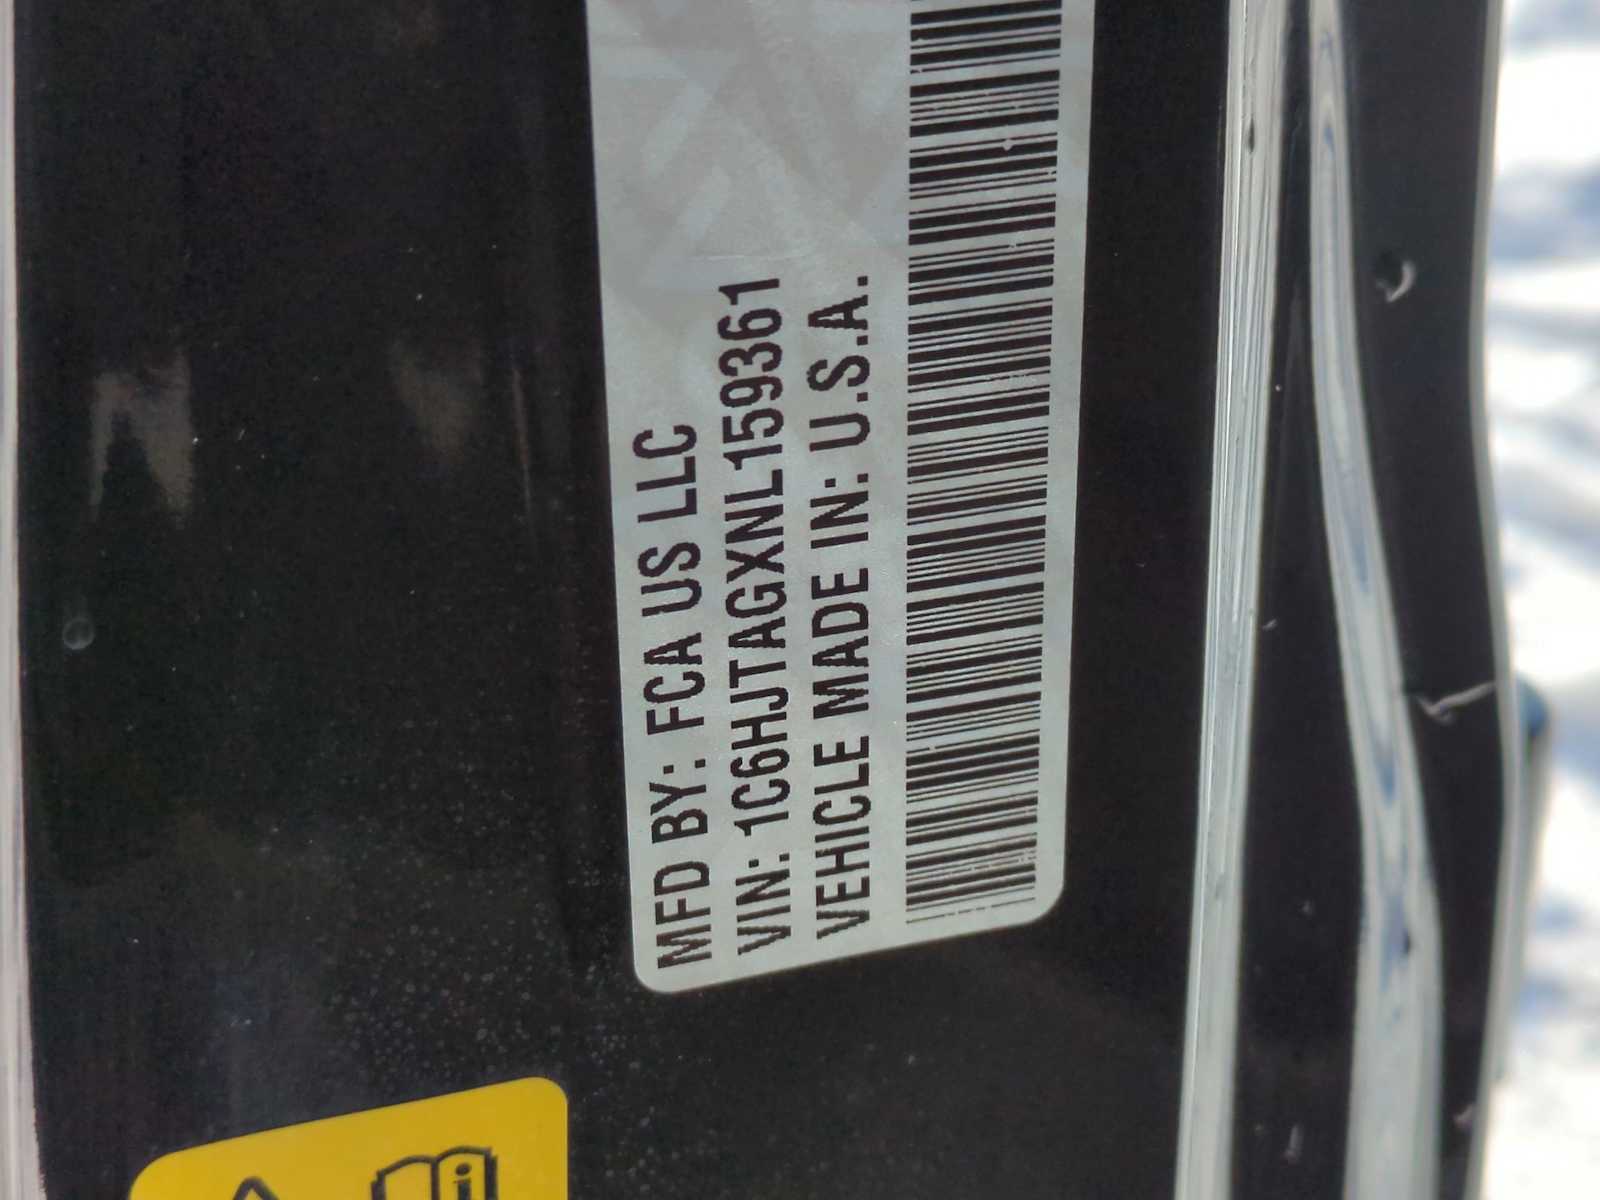 MFD BY: FCA US LLC
VIN: 1C6HJTAGXNL159361
VEHICLE MADE IN: U.S.A.
i